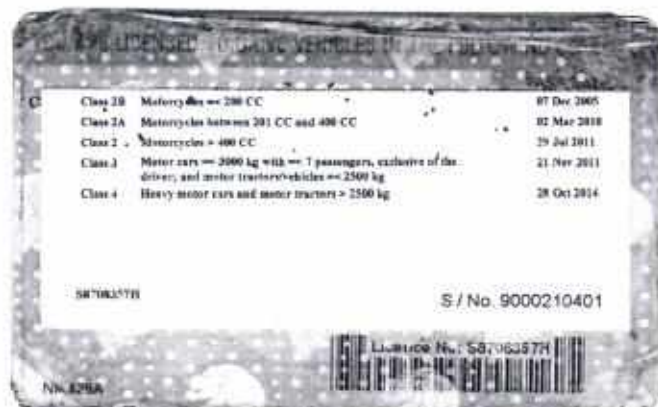 LICENSED
VEHICLES
Class 2B Motorcycles =< 200 CC 07 Dec 2005
Class 2A Motorcycles between 201 CC and 400 CC 02 Mar 2010
Class 2 Motorcycles > 400 CC 29 Jul 2011
Class 3 Motor cars =< 3000 kg with =< 7 passengers, exclusive of the 21 Nov 2011
driver, and motor tractors/vehicles =< 2500 kg
Class 4 Heavy motor cars and motor tractors > 2500 kg 28 Oct 2014
S / No. 9000210401
Licence No: